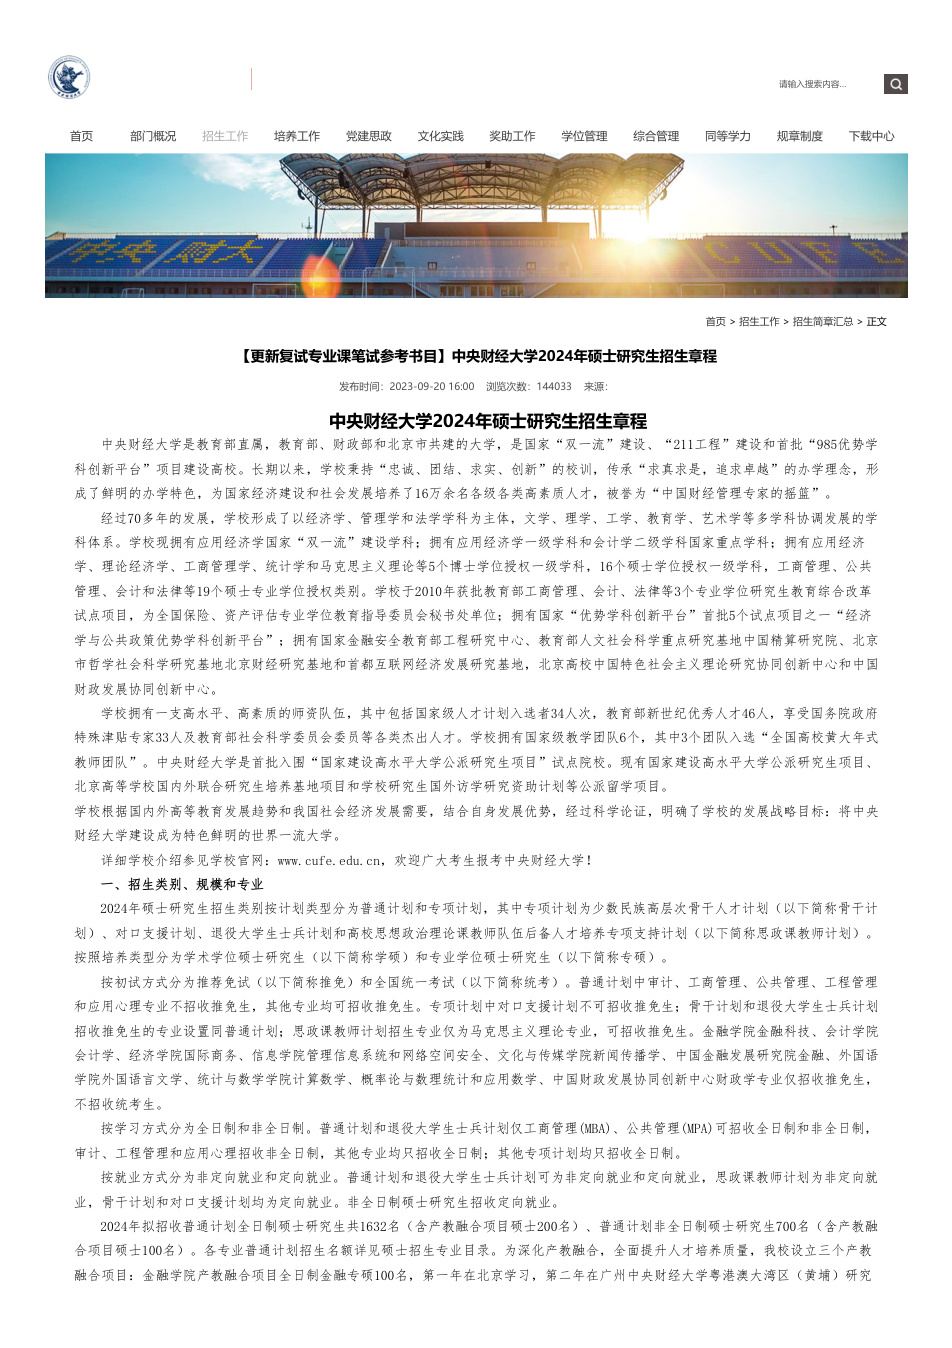 请输入搜索内容...
首页 部门概况 招生工作 培养工作 党建思政 文化实践 奖助工作 学位管理 综合管理 同等学力 规章制度 下载中心
中央财大 CUFE
首页 > 招生工作 > 招生简章汇总 > 正文
【更新复试专业课笔试参考书目】中央财经大学2024年硕士研究生招生章程
发布时间：2023-09-20 16:00 浏览次数：144033 来源：
中央财经大学2024年硕士研究生招生章程
中央财经大学是教育部直属，教育部、财政部和北京市共建的大学，是国家“双一流”建设、“211工程”建设和首批“985优势学
科创新平台”项目建设高校。长期以来，学校秉持“忠诚、团结、求实、创新”的校训，传承“求真求是，追求卓越”的办学理念，形
成了鲜明的办学特色，为国家经济建设和社会发展培养了16万余名各级各类高素质人才，被誉为“中国财经管理专家的摇篮”。
经过70多年的发展，学校形成了以经济学、管理学和法学学科为主体，文学、理学、工学、教育学、艺术学等多学科协调发展的学
科体系。学校现拥有应用经济学国家“双一流”建设学科；拥有应用经济学一级学科和会计学二级学科国家重点学科；拥有应用经济
学、理论经济学、工商管理学、统计学和马克思主义理论等5个博士学位授权一级学科，16个硕士学位授权一级学科，工商管理、公共
管理、会计和法律等19个硕士专业学位授权类别。学校于2010年获批教育部工商管理、会计、法律等3个专业学位研究生教育综合改革
试点项目，为全国保险、资产评估专业学位教育指导委员会秘书处单位；拥有国家“优势学科创新平台”首批5个试点项目之一“经济
学与公共政策优势学科创新平台”；拥有国家金融安全教育部工程研究中心、教育部人文社会科学重点研究基地中国精算研究院、北京
市哲学社会科学研究基地北京财经研究基地和首都互联网经济发展研究基地，北京高校中国特色社会主义理论研究协同创新中心和中国
财政发展协同创新中心。
学校拥有一支高水平、高素质的师资队伍，其中包括国家级人才计划入选者34人次，教育部新世纪优秀人才46人，享受国务院政府
特殊津贴专家33人及教育部社会科学委员会委员等各类杰出人才。学校拥有国家级教学团队6个，其中3个团队入选“全国高校黄大年式
教师团队”。中央财经大学是首批入围“国家建设高水平大学公派研究生项目”试点院校。现有国家建设高水平大学公派研究生项目、
北京高等学校国内外联合研究生培养基地项目和学校研究生国外访学研究资助计划等公派留学项目。
学校根据国内外高等教育发展趋势和我国社会经济发展需要，结合自身发展优势，经过科学论证，明确了学校的发展战略目标：将中央
财经大学建设成为特色鲜明的世界一流大学。
详细学校介绍参见学校官网：www.cufe.edu.cn，欢迎广大考生报考中央财经大学！
一、招生类别、规模和专业
2024年硕士研究生招生类别按计划类型分为普通计划和专项计划，其中专项计划为少数民族高层次骨干人才计划（以下简称骨干计
划）、对口支援计划、退役大学生士兵计划和高校思想政治理论课教师队伍后备人才培养专项支持计划（以下简称思政课教师计划）。
按照培养类型分为学术学位硕士研究生（以下简称学硕）和专业学位硕士研究生（以下简称专硕）。
按初试方式分为推荐免试（以下简称推免）和全国统一考试（以下简称统考）。普通计划中审计、工商管理、公共管理、工程管理
和应用心理专业不招收推免生，其他专业均可招收推免生。专项计划中对口支援计划不可招收推免生；骨干计划和退役大学生士兵计划
招收推免生的专业设置同普通计划；思政课教师计划招生专业仅为马克思主义理论专业，可招收推免生。金融学院金融科技、会计学院
会计学、经济学院国际商务、信息学院管理信息系统和网络空间安全、文化与传媒学院新闻传播学、中国金融发展研究院金融、外国语
学院外国语言文学、统计与数学学院计算数学、概率论与数理统计和应用数学、中国财政发展协同创新中心财政学专业仅招收推免生，
不招收统考生。
按学习方式分为全日制和非全日制。普通计划和退役大学生士兵计划仅工商管理(MBA)、公共管理(MPA)可招收全日制和非全日制，
审计、工程管理和应用心理招收非全日制，其他专业均只招收全日制；其他专项计划均只招收全日制。
按就业方式分为非定向就业和定向就业。普通计划和退役大学生士兵计划可为非定向就业和定向就业，思政课教师计划为非定向就
业，骨干计划和对口支援计划均为定向就业。非全日制硕士研究生招收定向就业。
2024年拟招收普通计划全日制硕士研究生共1632名（含产教融合项目硕士200名）、普通计划非全日制硕士研究生700名（含产教融
合项目硕士100名）。各专业普通计划招生名额详见硕士招生专业目录。为深化产教融合，全面提升人才培养质量，我校设立三个产教
融合项目：金融学院产教融合项目全日制金融专硕100名，第一年在北京学习，第二年在广州中央财经大学粤港澳大湾区（黄埔）研究